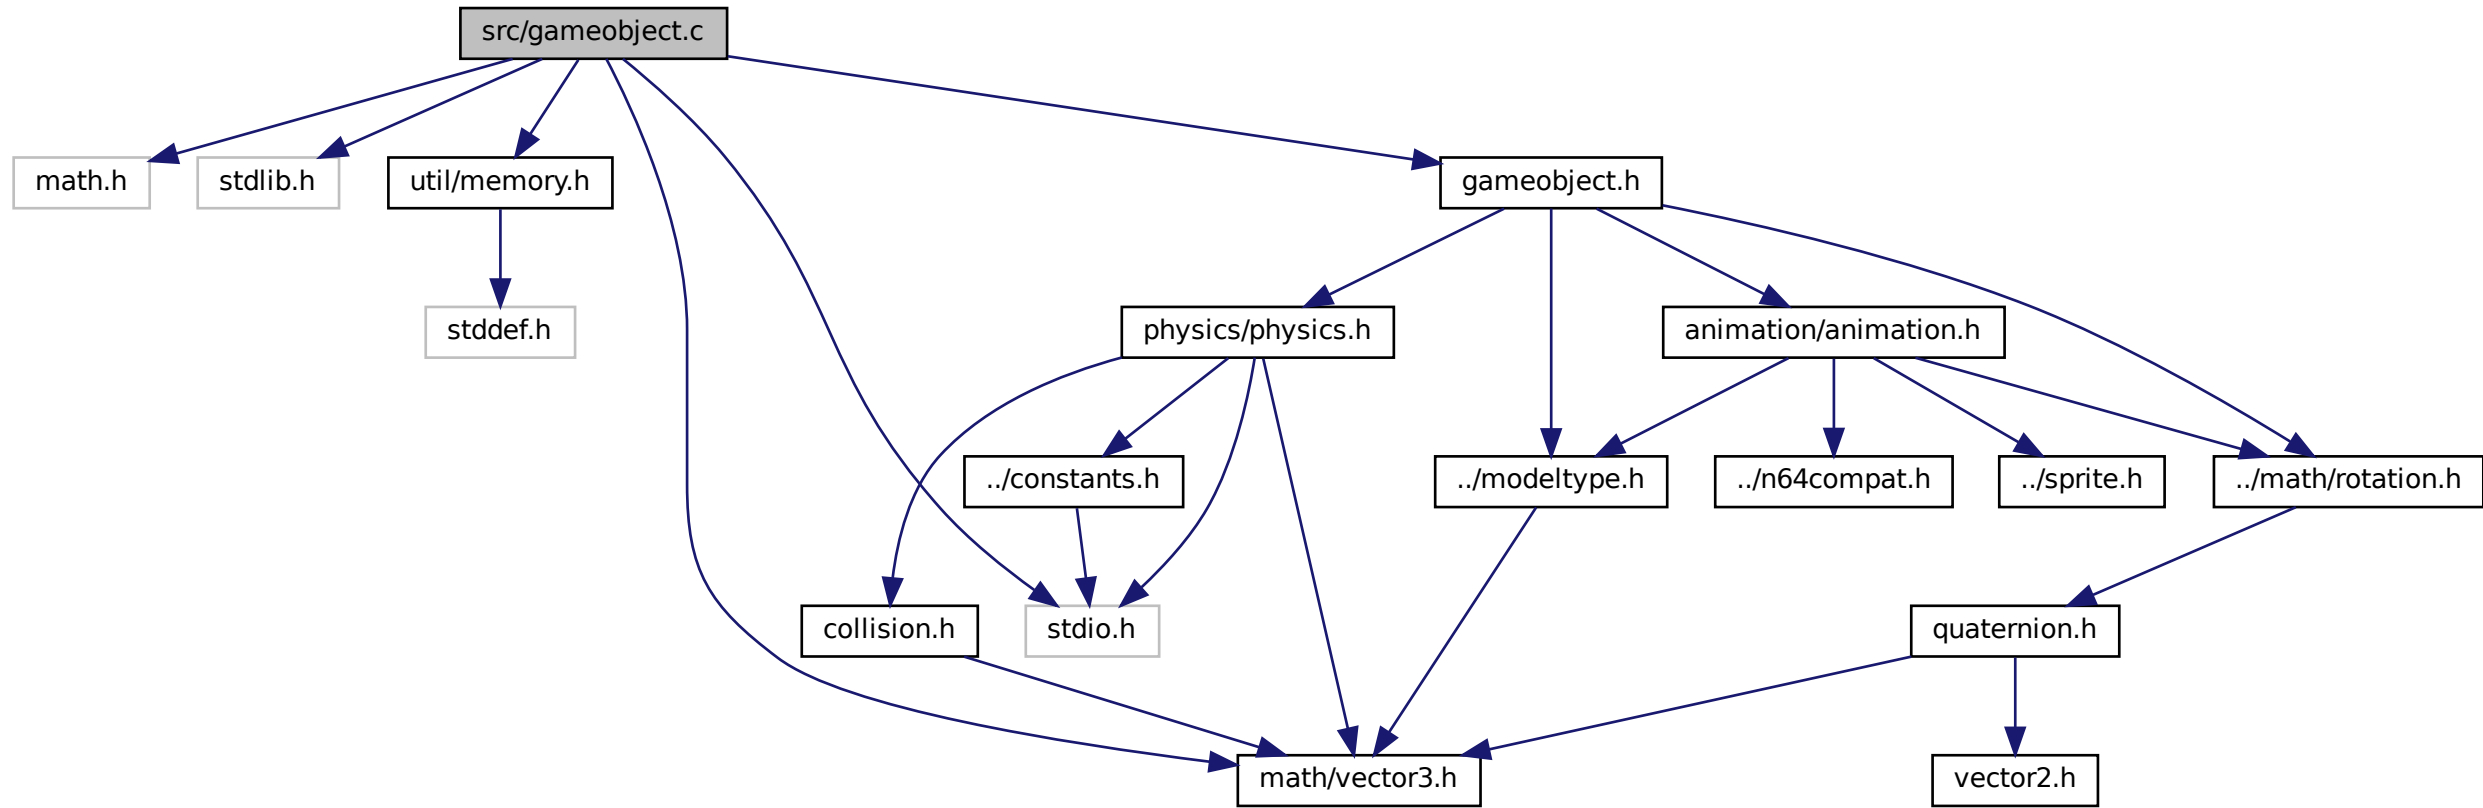 src/gameobject.c
math.h
stdlib.h
util/memory.h
gameobject.h
stddef.h
physics/physics.h
animation/animation.h
../constants.h
../modeltype.h
../n64compat.h
../sprite.h
../math/rotation.h
collision.h
stdio.h
quaternion.h
math/vector3.h
vector2.h